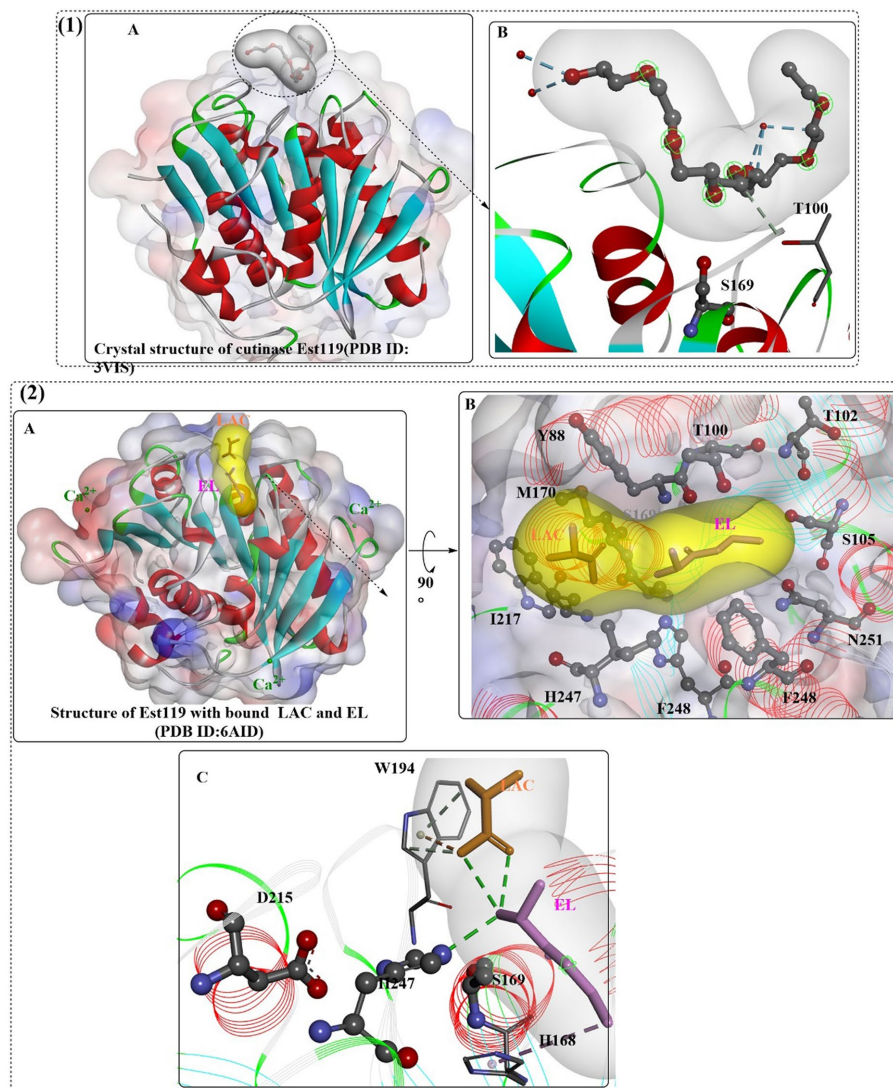 (1)
A
Crystal structure of cutinase Est119(PDB ID:
3VIS)
B
T100
S169
(2)
A
LAC
EL
Ca2+
Ca2+
Ca2+
Structure of Est119 with bound LAC and EL
(PDB ID:6AID)
90
°
B
Y88
T100
T102
M170
S169
LAC
EL
S105
I217
N251
H247
F248
F248
C
W194
LAC
D215
EL
H247
S169
H168